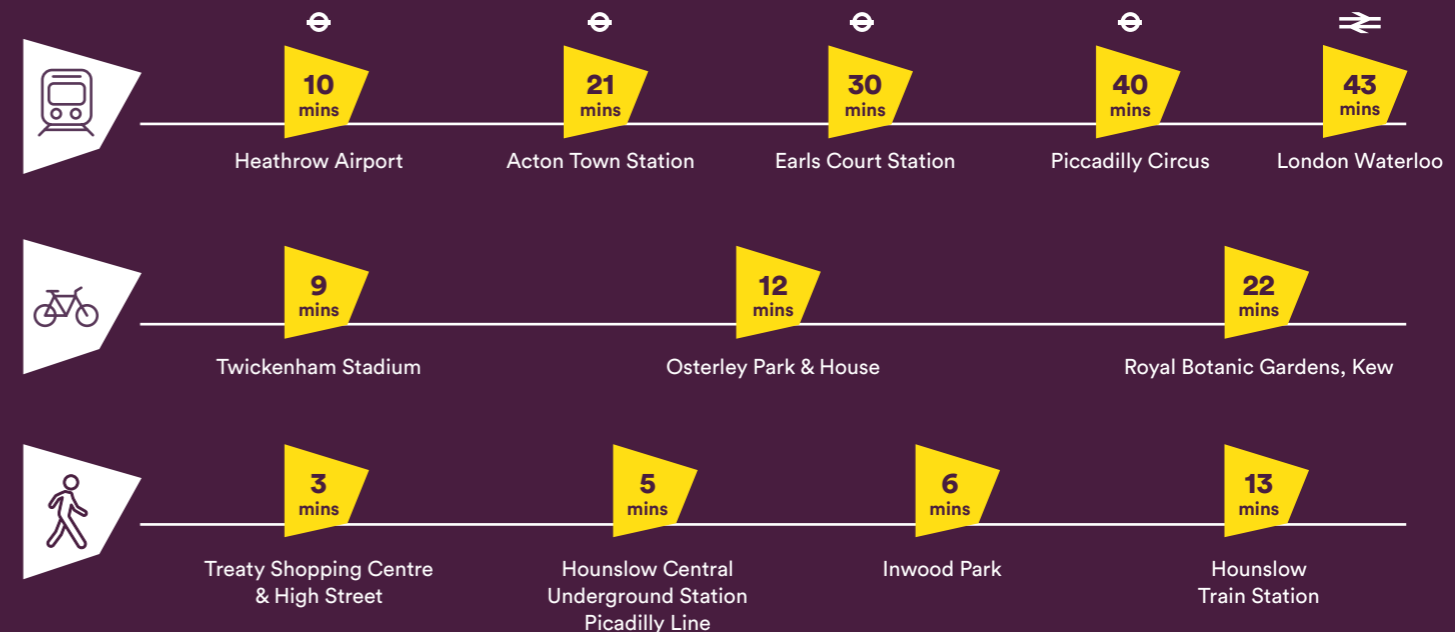 10 mins
21 mins
30 mins
40 mins
43 mins
Heathrow Airport
Acton Town Station
Earls Court Station
Piccadilly Circus
London Waterloo
9 mins
12 mins
22 mins
Twickenham Stadium
Osterley Park & House
Royal Botanic Gardens, Kew
3 mins
5 mins
6 mins
13 mins
Treaty Shopping Centre
& High Street
Hounslow Central
Underground Station
Picadilly Line
Inwood Park
Hounslow
Train Station